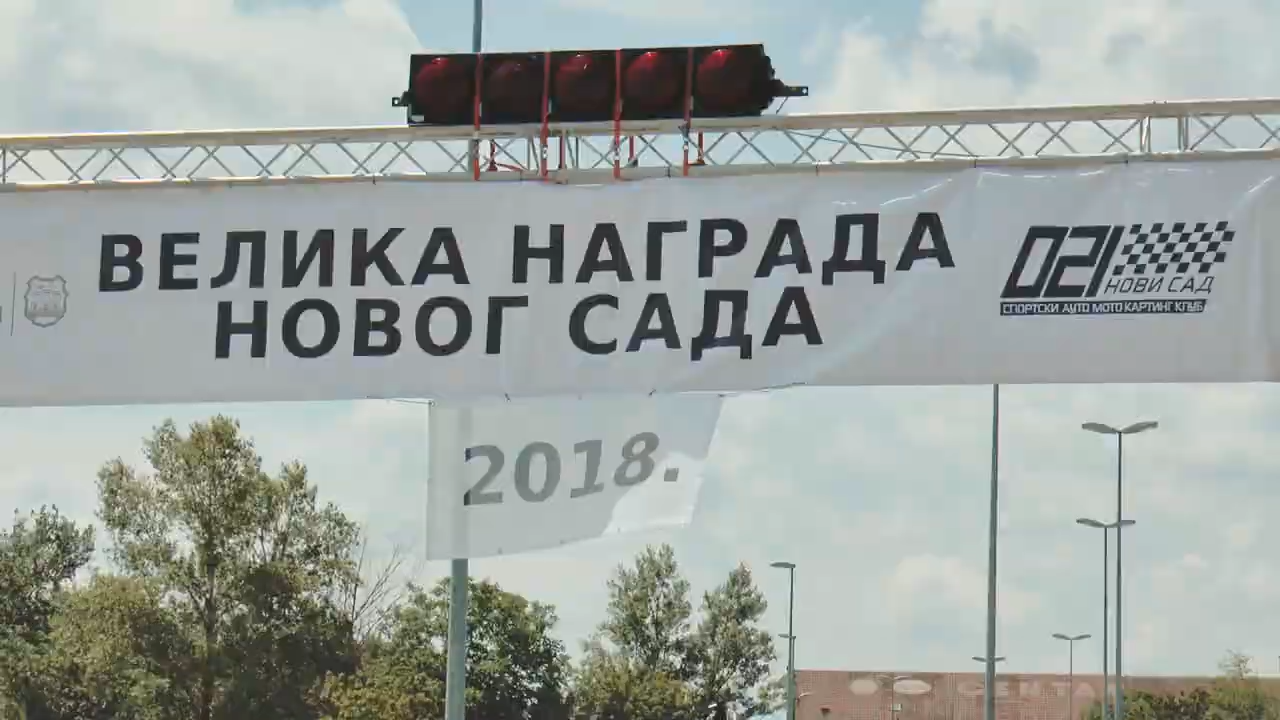 ВЕЛИКА НАГРАДА
НОВОГ САДА
021
НОВИ САД
СПОРТСКИ АУТО МОТО КАРТИНГ КЛУБ
2018.